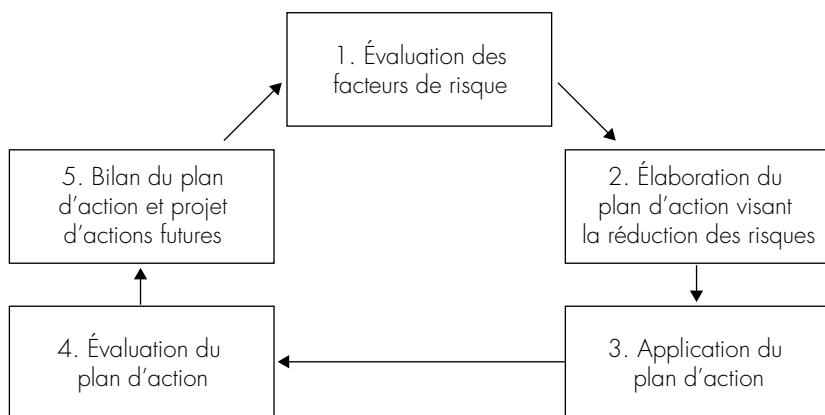 1. Évaluation des
facteurs de risque
2. Élaboration du
plan d’action visant
la réduction des risques
3. Application du
plan d’action
4. Évaluation du
plan d’action
5. Bilan du plan
d’action et projet
d’actions futures